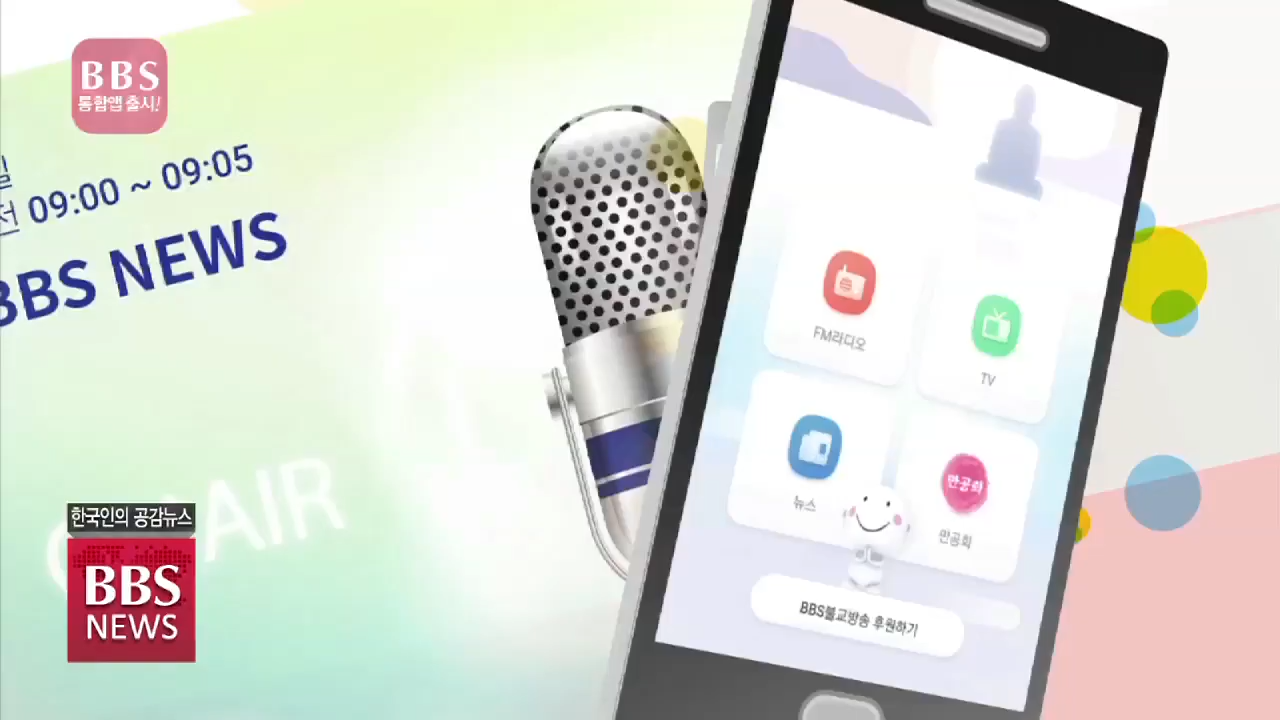 BBS
통합앱 출시!
09:00 ~ 09:05
BBS NEWS
AIR
FM라디오
TV
뉴스
만공회
만공회
BBS불교방송 후원하기
한국인의 공감뉴스
BBS
NEWS